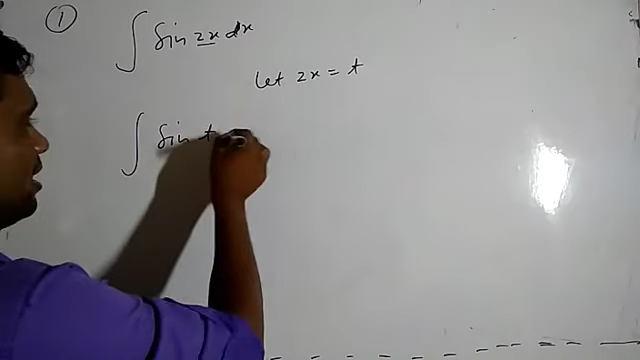 ① ∫ sin 2x dx
let 2x = t
∫ sin t